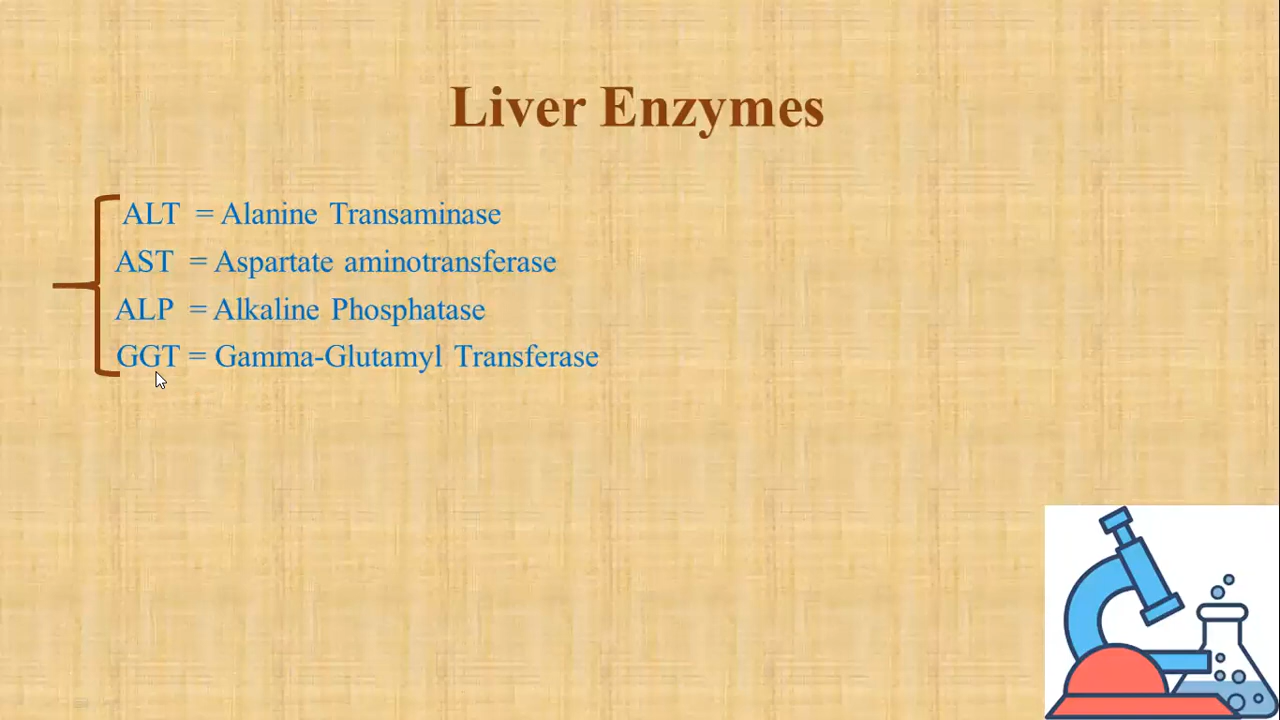 Liver Enzymes
ALT = Alanine Transaminase
AST = Aspartate aminotransferase
ALP = Alkaline Phosphatase
GGT = Gamma-Glutamyl Transferase